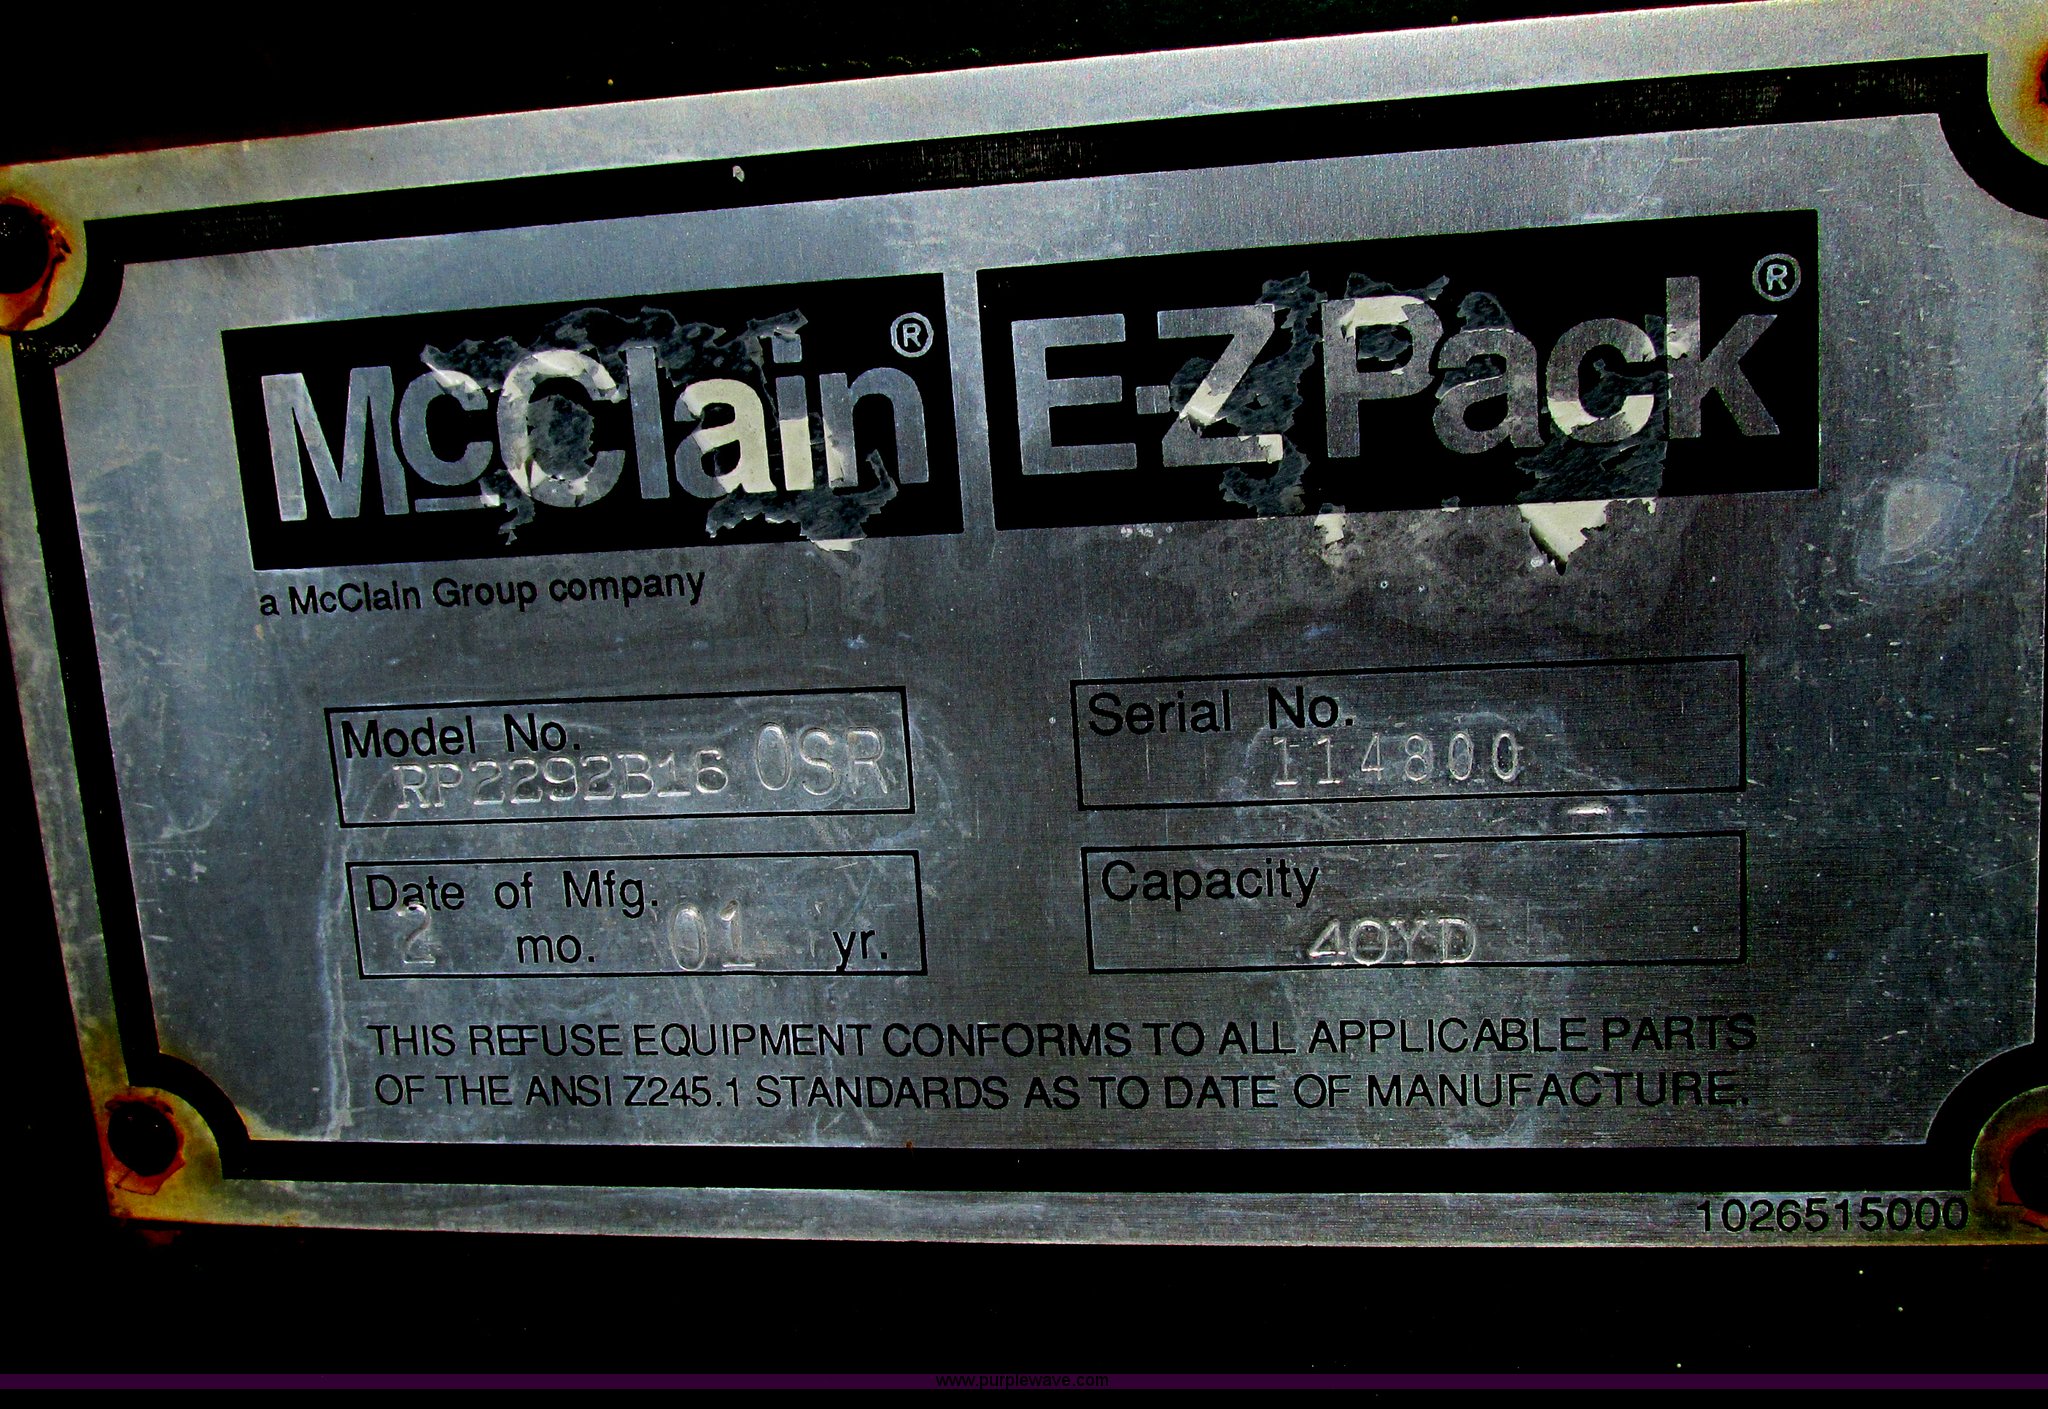 McClain® E-Z Pack®
a McClain Group company
Model No.
RP2292B16 OSR
Serial No.
114800
Date of Mfg.
2 mo. 01 yr.
Capacity
40YD
THIS REFUSE EQUIPMENT CONFORMS TO ALL APPLICABLE PARTS
OF THE ANSI Z245.1 STANDARDS AS TO DATE OF MANUFACTURE.
1026515000
www.purplewave.com